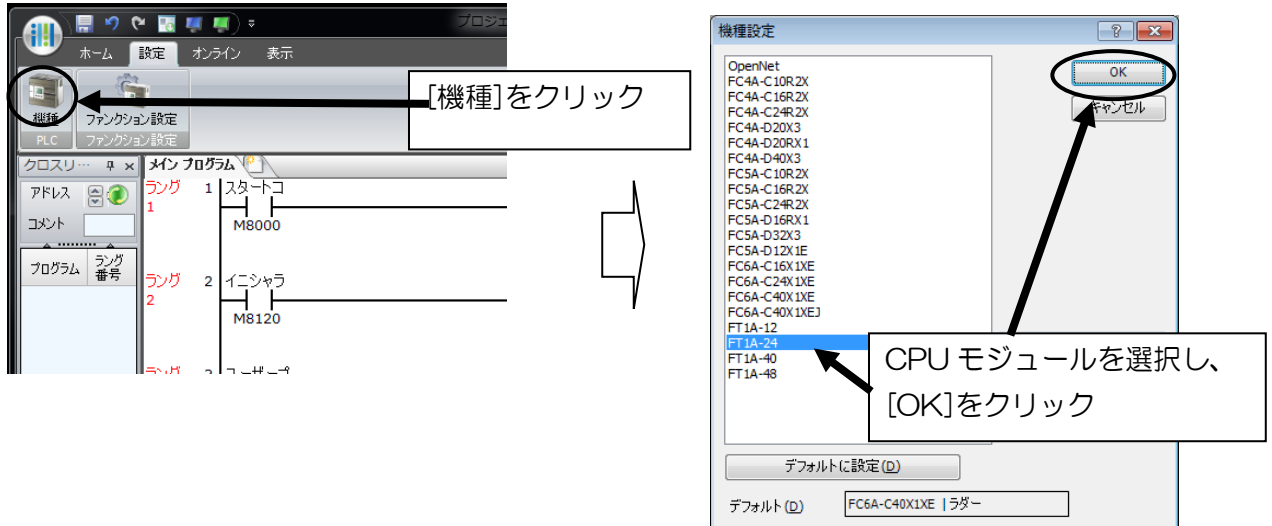 プロジェ
ホーム 設定 オンライン 表示
機種 ファンクション設定
PLC ファンクション設定
[機種]をクリック
クロスリ… メイン プログラム
アドレス
コメント
プログラム ラング番号
ラング 1 1 スタートコ
M8000
ラング 2 2 イニシャラ
M8120
ラング 3 ユーザープ
機種設定
OK
キャンセル
OpenNet
FC4A-C10R2X
FC4A-C16R2X
FC4A-C24R2X
FC4A-D20X3
FC4A-D20RX1
FC4A-D40X3
FC5A-C10R2X
FC5A-C16R2X
FC5A-C24R2X
FC5A-D16RX1
FC5A-D32X3
FC5A-D12X1E
FC6A-C16X1XE
FC6A-C24X1XE
FC6A-C40X1XE
FC6A-C40X1XEJ
FT1A-12
FT1A-24
FT1A-40
FT1A-48
CPU モジュールを選択し、
[OK]をクリック
デフォルトに設定(D)
デフォルト(D) FC6A-C40X1XE | ラダー